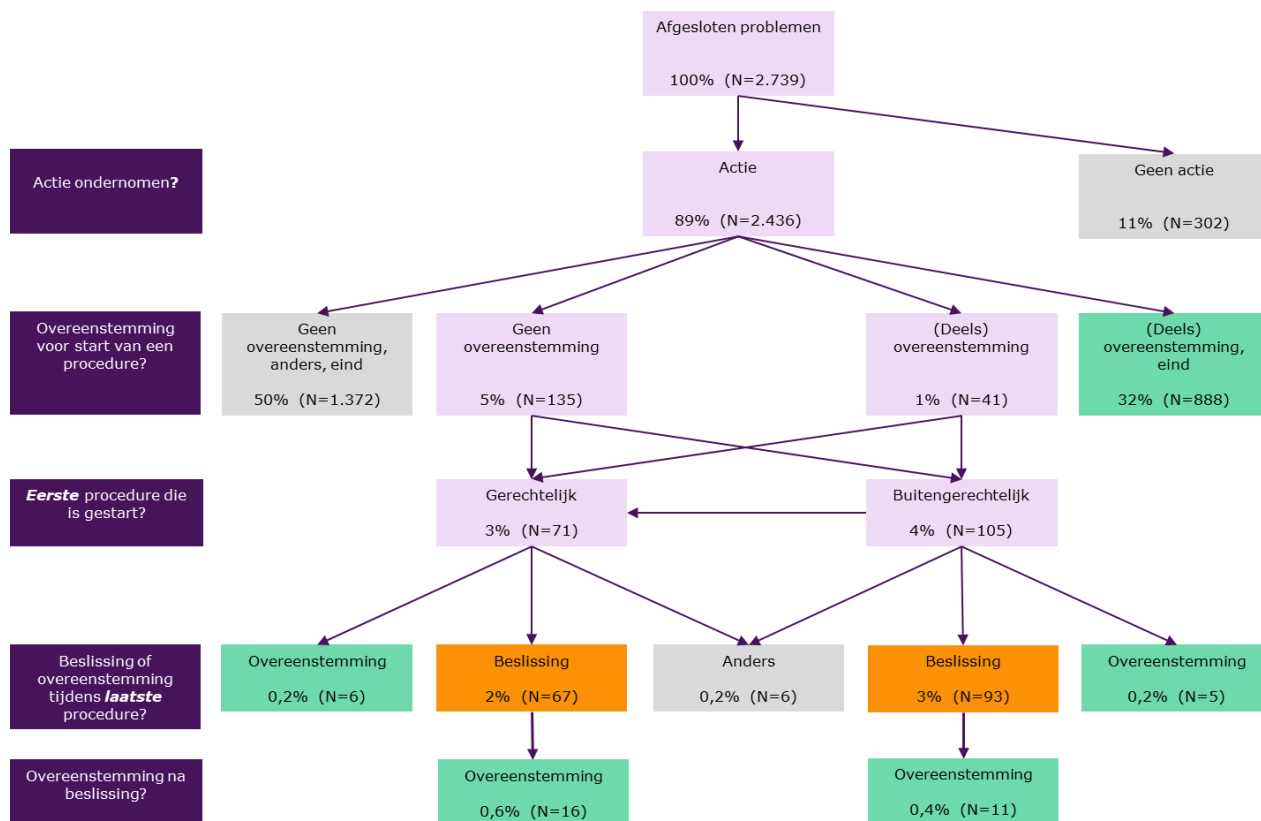 Afgesloten problemen
100% (N=2.739)
Actie ondernomen?
Actie
89% (N=2.436)
Geen actie
11% (N=302)
Overeenstemming
voor start van een
procedure?
Geen
overeenstemming,
anders, eind
50% (N=1.372)
Geen
overeenstemming
5% (N=135)
(Deels)
overeenstemming
1% (N=41)
(Deels)
overeenstemming,
eind
32% (N=888)
Eerste procedure die
is gestart?
Gerechtelijk
3% (N=71)
Buitengerechtelijk
4% (N=105)
Beslissing of
overeenstemming
tijdens laatste
procedure?
Overeenstemming
0,2% (N=6)
Beslissing
2% (N=67)
Anders
0,2% (N=6)
Beslissing
3% (N=93)
Overeenstemming
0,2% (N=5)
Overeenstemming na
beslissing?
Overeenstemming
0,6% (N=16)
Overeenstemming
0,4% (N=11)